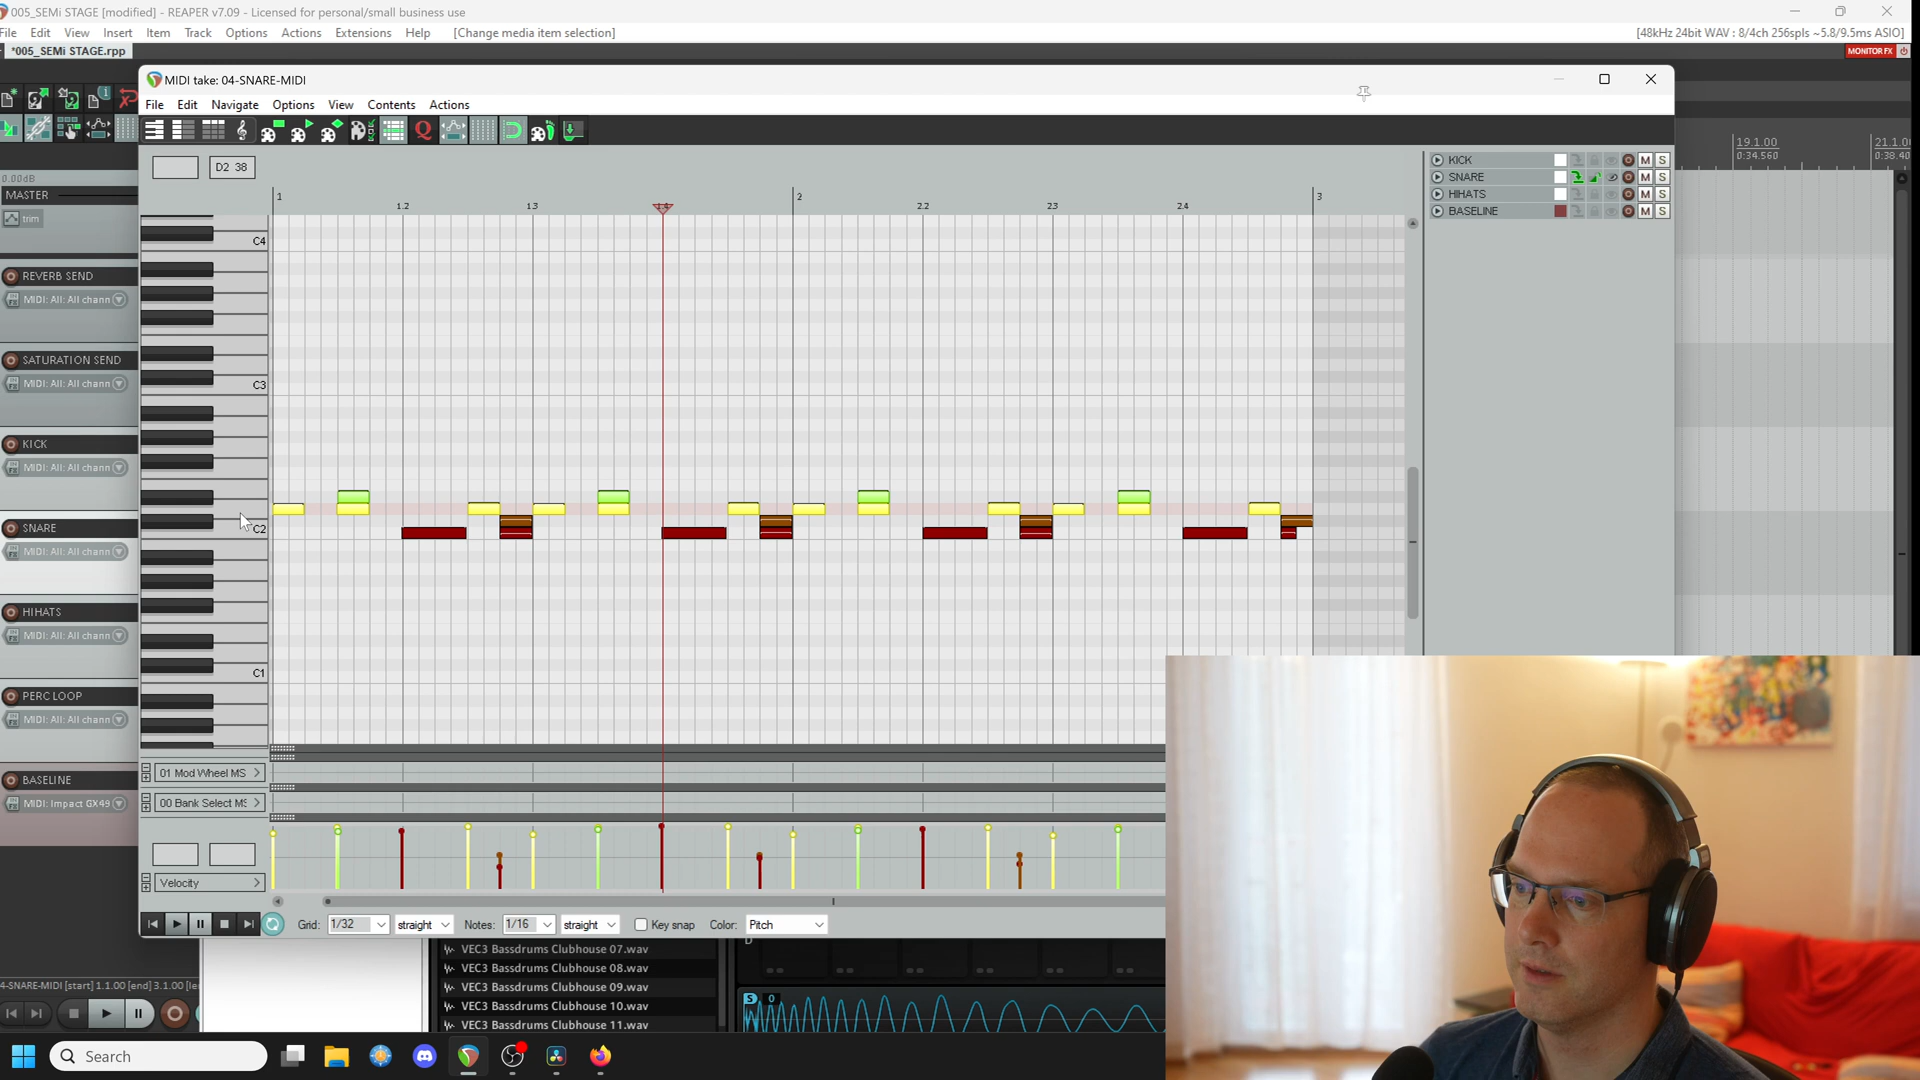 005_SEMi STAGE [modified] - REAPER v7.09 - Licensed for personal/small business use
File Edit View Insert Item Track Options Actions Extensions Help [Change media item selection]
[48kHz 24bit WAV : 8/4ch 256spls ~5.8/9.5ms ASIO]
*005_SEMi STAGE.rpp
MONITOR FX
MIDI take: 04-SNARE-MIDI
File Edit Navigate Options View Contents Actions
Q
D2 38
1 2 3
1.2 1.3 1.4 2.2 2.3 2.4
19.1.00 21.1.0
0:34.560 0:38.40
KICK M S
SNARE M S
HIHATS M S
BASELINE M S
0.00dB
MASTER
trim
REVERB SEND
MIDI: All: All chann
SATURATION SEND
MIDI: All: All chann
KICK
MIDI: All: All chann
SNARE
MIDI: All: All chann
HIHATS
MIDI: All: All chann
PERC LOOP
MIDI: All: All chann
BASELINE
MIDI: Impact GX49
C4
C3
C2
C1
01 Mod Wheel MS
00 Bank Select MS
Velocity
Grid: 1/32 straight Notes: 1/16 straight Key snap Color: Pitch
VEC3 Bassdrums Clubhouse 07.wav
VEC3 Bassdrums Clubhouse 08.wav
VEC3 Bassdrums Clubhouse 09.wav
VEC3 Bassdrums Clubhouse 10.wav
VEC3 Bassdrums Clubhouse 11.wav
D
S 0
4-SNARE-MIDI [start] 1.1.00 [end] 3.1.00 [le
Search